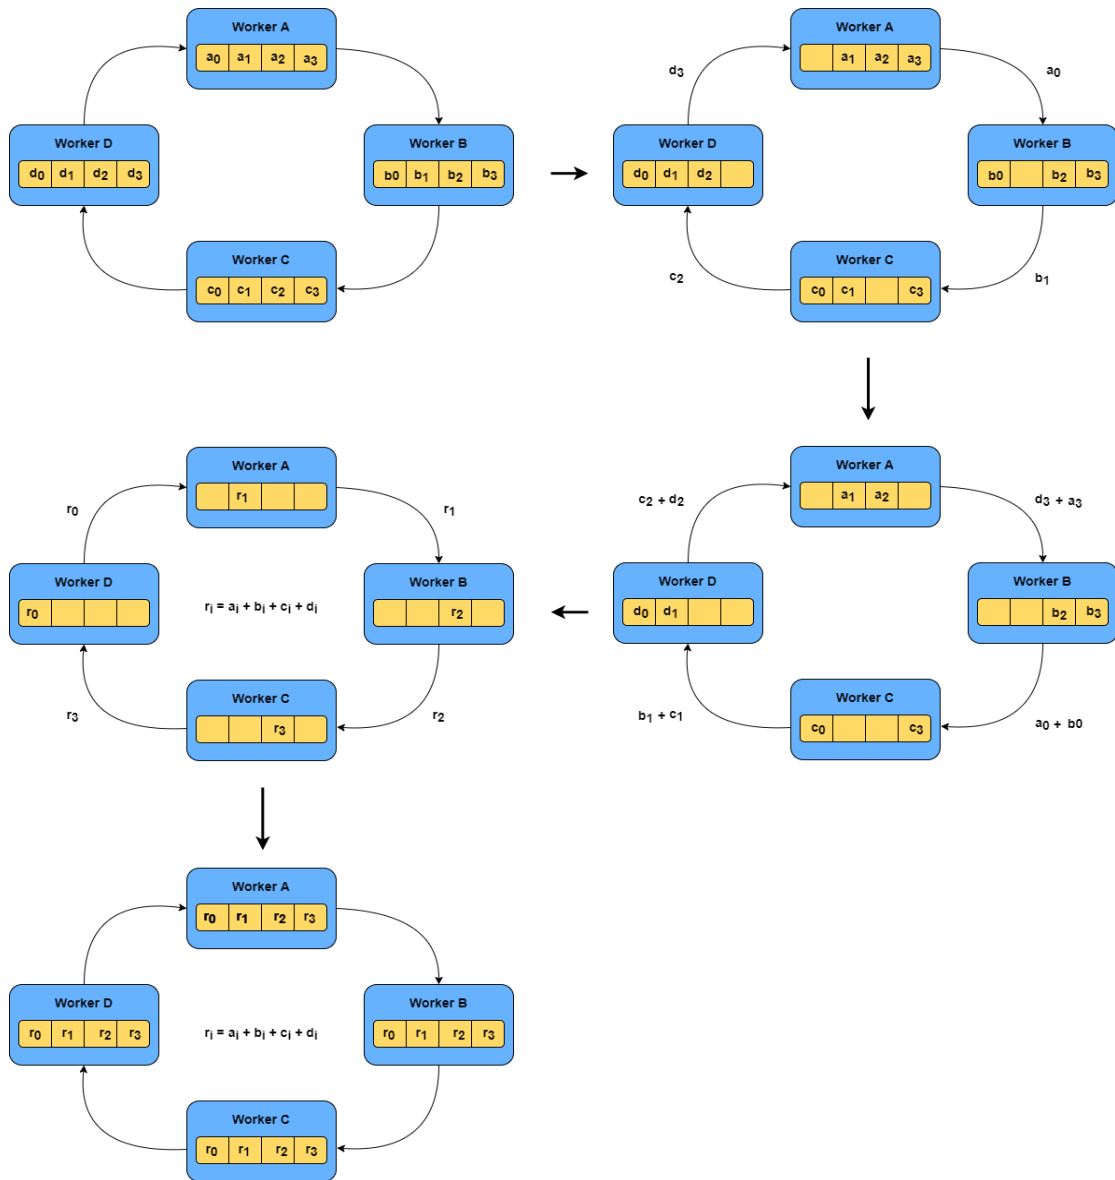 Worker A
a0 a1 a2 a3
Worker D
d0 d1 d2 d3
Worker B
b0 b1 b2 b3
Worker C
c0 c1 c2 c3
Worker A
a1 a2 a3
d3
a0
Worker D
d0 d1 d2
Worker B
b0 b2 b3
Worker C
c0 c1 c3
c2
b1
Worker A
r1
r0
r1
Worker D
r0
ri = ai + bi + ci + di
Worker B
r2
Worker C
r3
r3
r2
Worker A
a1 a2
c2 + d2
d3 + a3
Worker D
d0 d1
Worker B
b2 b3
Worker C
c0 c3
b1 + c1
a0 + b0
Worker A
r0 r1 r2 r3
Worker D
r0 r1 r2 r3
ri = ai + bi + ci + di
Worker B
r0 r1 r2 r3
Worker C
r0 r1 r2 r3